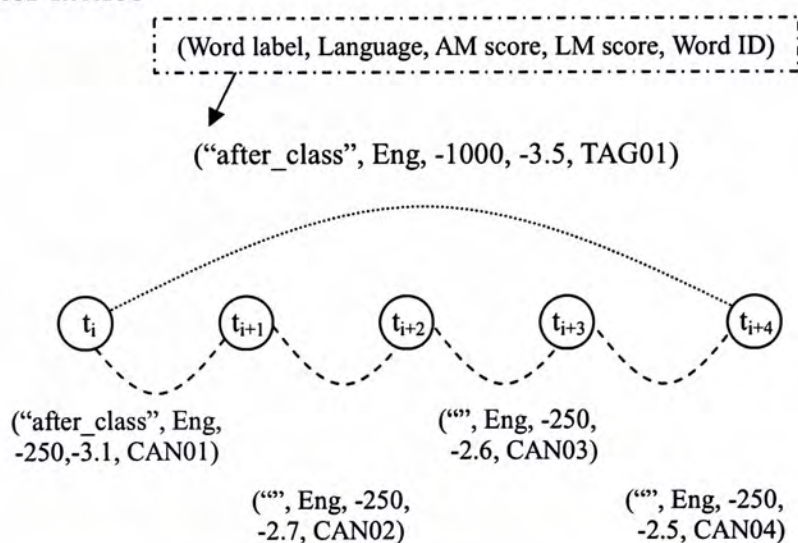 (Word label, Language, AM score, LM score, Word ID)
(“after_class”, Eng, -1000, -3.5, TAG01)
ti
ti+1
ti+2
ti+3
ti+4
(“after_class”, Eng,
-250,-3.1, CAN01)
(“”, Eng, -250,
-2.6, CAN03)
(“”, Eng, -250,
-2.7, CAN02)
(“”, Eng, -250,
-2.5, CAN04)